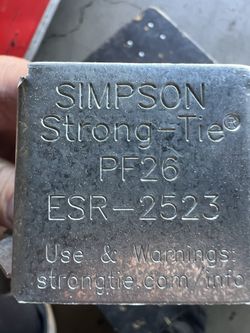 SIMPSON
Strong-Tie®
PF26
ESR-2523
Use & Warnings:
strongtie.com/info